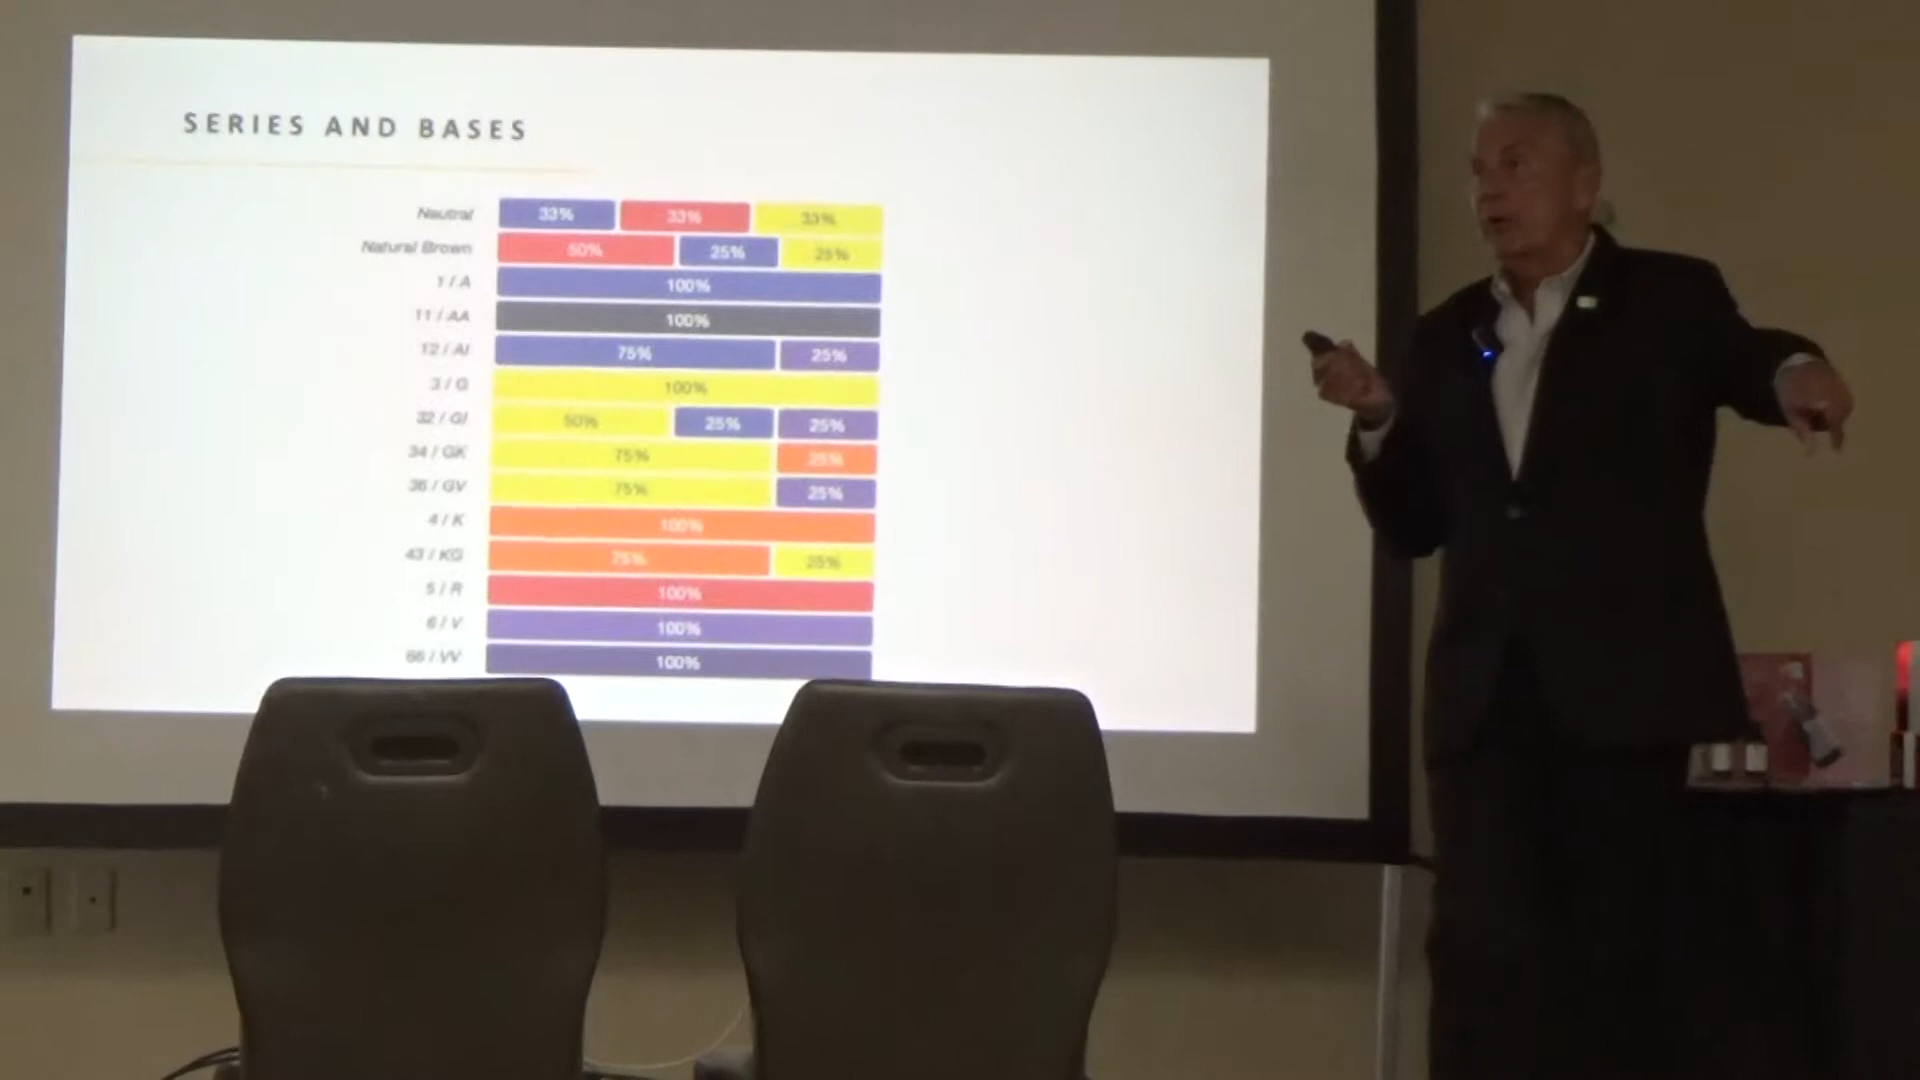 SERIES AND BASES
Neutral 33% 33% 33%
Natural Brown 50% 25% 25%
1 / A 100%
11 / AA 100%
12 / AI 75% 25%
3 / G 100%
32 / GI 50% 25% 25%
34 / GK 75% 25%
36 / GV 75% 25%
4 / K 100%
43 / KG 75% 25%
5 / R 100%
6 / V 100%
66 / VV 100%